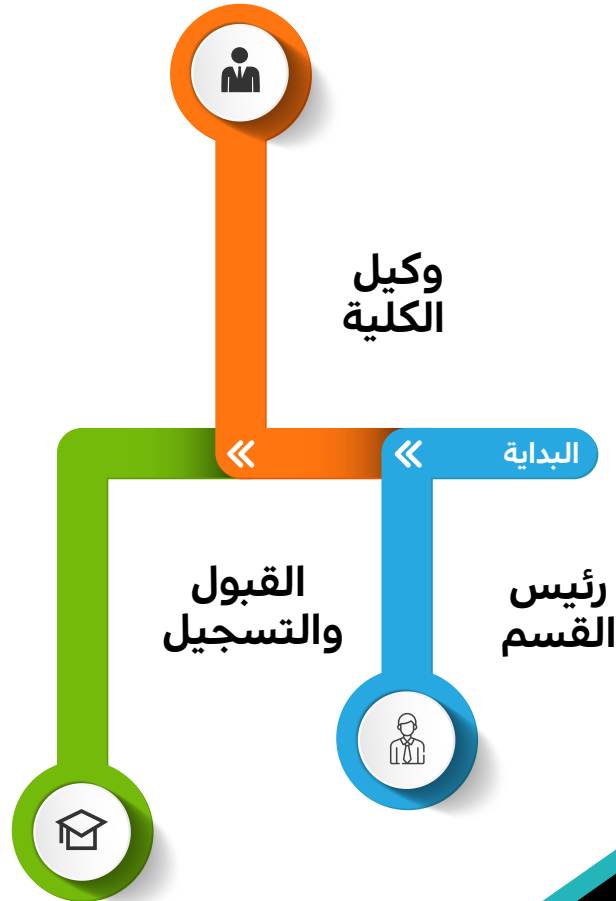 وكيل
الكلية
البداية
رئيس
القسم
القبول
والتسجيل